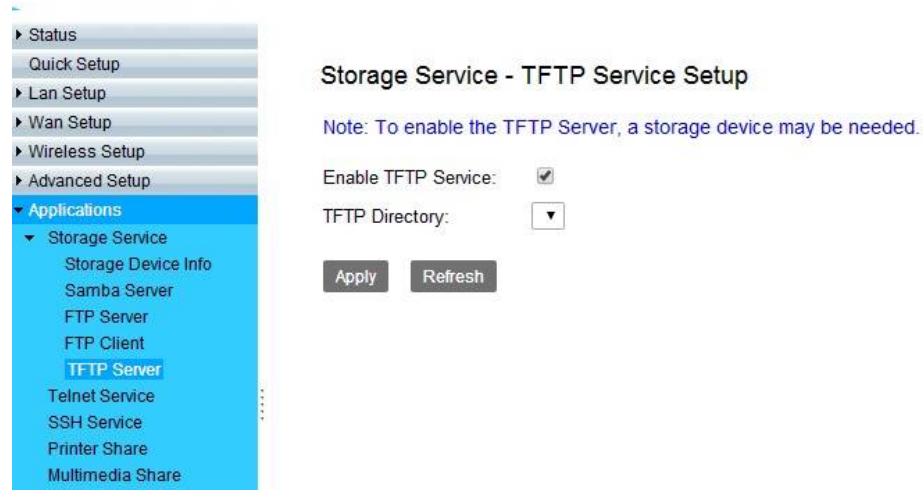 Status
Quick Setup
Lan Setup
Wan Setup
Wireless Setup
Advanced Setup
Applications
Storage Service
Storage Device Info
Samba Server
FTP Server
FTP Client
TFTP Server
Telnet Service
SSH Service
Printer Share
Multimedia Share
Storage Service - TFTP Service Setup
Note: To enable the TFTP Server, a storage device may be needed.
Enable TFTP Service:
TFTP Directory:
Apply Refresh